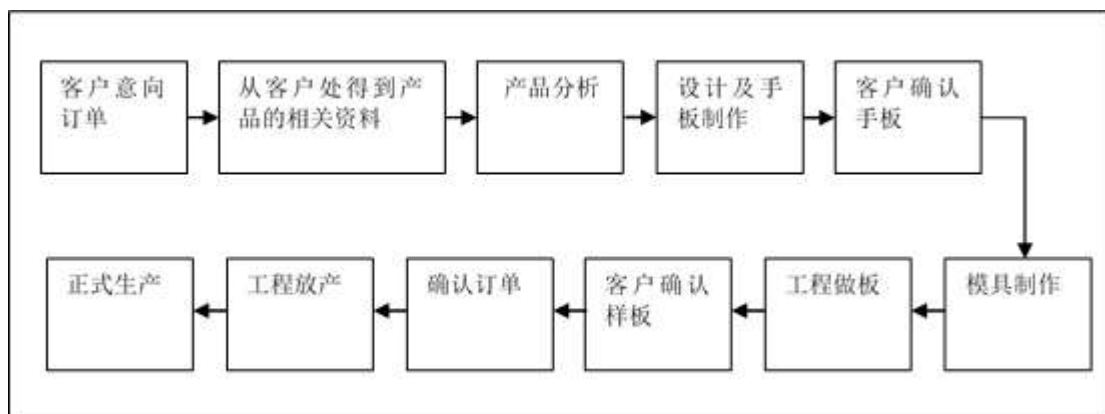 客户意向
订单
从客户处得到产
品的相关资料
产品分析
设计及手
板制作
客户确认
手板
正式生产
工程放产
确认订单
客户确认
样板
工程做板
模具制作